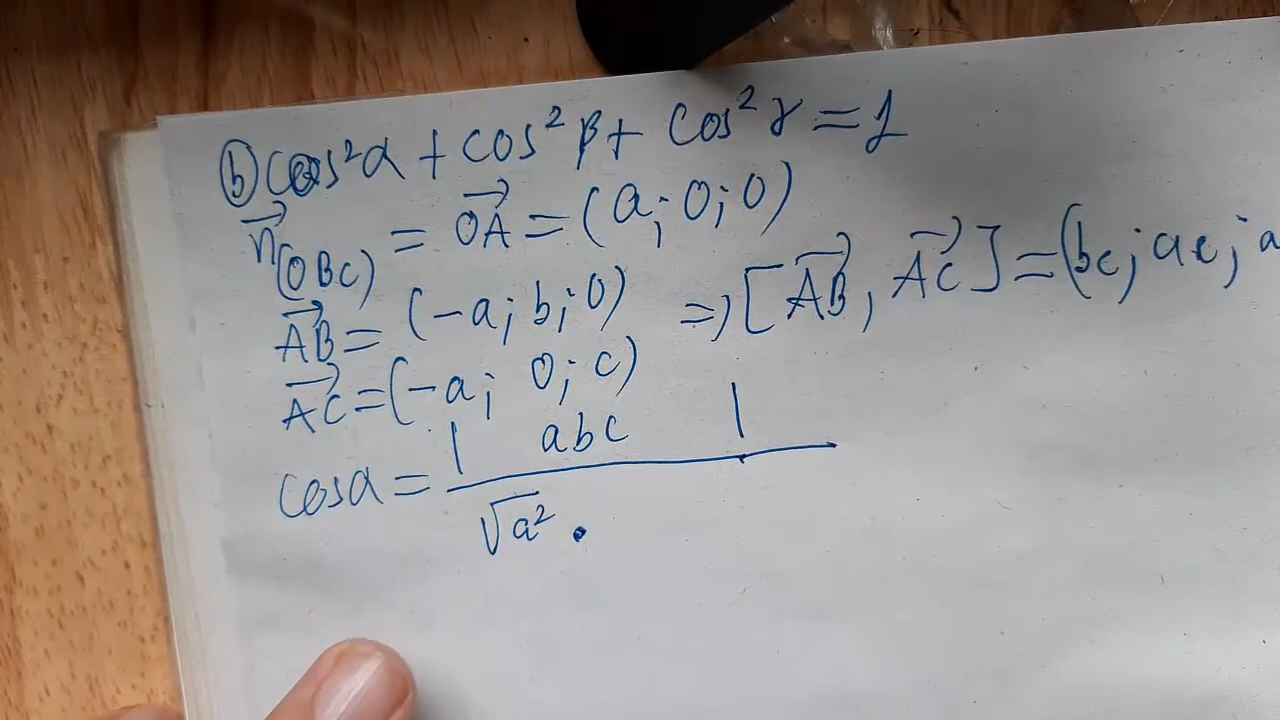 ⓑ cos²α + cos²β + cos²γ = 1
n⃗(OBC) = OA⃗ = (a; 0; 0)
AB⃗ = (-a; b; 0) => [AB⃗, AC⃗] = (bc; ac; a
AC⃗ = (-a; 0; c)
cosα = | abc |
√a² .